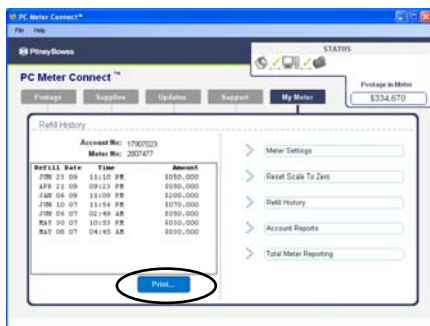 PC Meter Connect™
File Help
Pitney Bowes
STATUS
PC Meter Connect ™
Postage Supplies Updates Support My Meter
Postage in Meter
$334.670
Refill History
Account No: 17907023
Meter No: 2807477
Refill Date Time Amount
JUN 23 09 11:10 PM $050.000
APR 21 09 09:23 PM $050.000
JAN 06 09 11:09 PM $200.000
JUN 10 07 11:56 PM $070.000
JUN 06 07 02:49 AM $050.000
MAY 30 07 10:53 PM $030.000
MAY 08 07 04:45 AM $030.000
Print...
Meter Settings
Reset Scale To Zero
Refill History
Account Reports
Total Meter Reporting